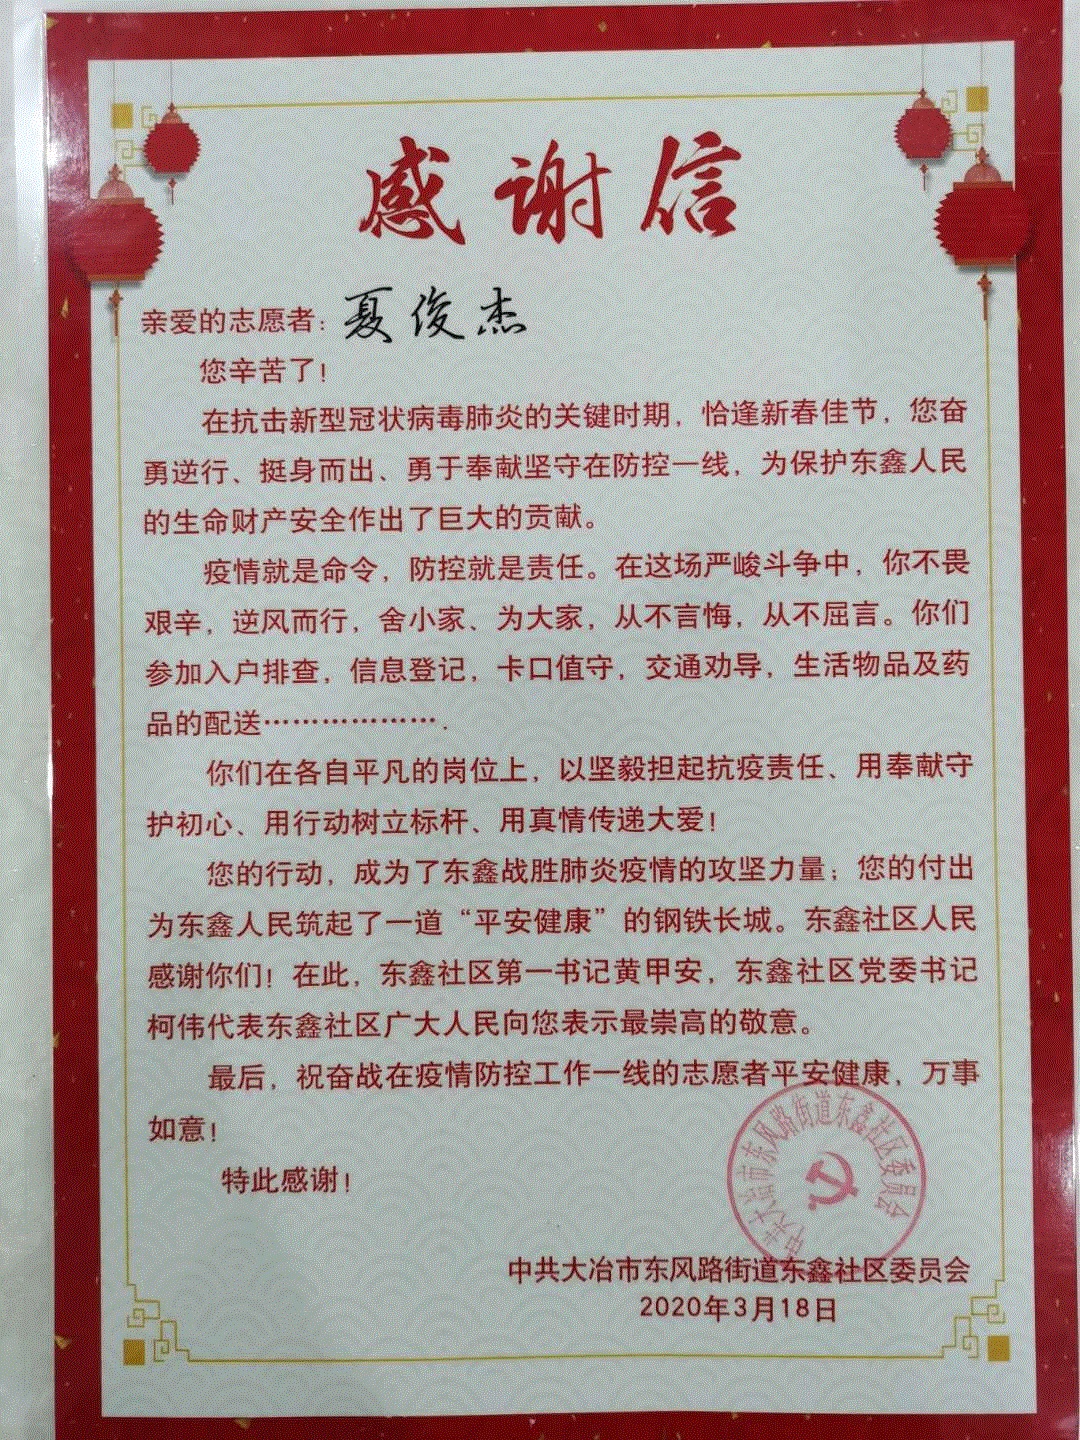 感谢信
亲爱的志愿者：夏俊杰
您辛苦了！
在抗击新型冠状病毒肺炎的关键时期，恰逢新春佳节，您奋
勇逆行、挺身而出、勇于奉献坚守在防控一线，为保护东鑫人民
的生命财产安全作出了巨大的贡献。
疫情就是命令，防控就是责任。在这场严峻斗争中，你不畏
艰辛，逆风而行，舍小家、为大家，从不言悔，从不屈言。你们
参加入户排查，信息登记，卡口值守，交通劝导，生活物品及药
品的配送……………….
你们在各自平凡的岗位上，以坚毅担起抗疫责任、用奉献守
护初心、用行动树立标杆、用真情传递大爱！
您的行动，成为了东鑫战胜肺炎疫情的攻坚力量；您的付出
为东鑫人民筑起了一道“平安健康”的钢铁长城。东鑫社区人民
感谢你们！在此，东鑫社区第一书记黄甲安，东鑫社区党委书记
柯伟代表东鑫社区广大人民向您表示最崇高的敬意。
最后，祝奋战在疫情防控工作一线的志愿者平安健康，万事
如意！
特此感谢！
中共大冶市东风路街道东鑫社区委员会
中共大冶市东风路街道东鑫社区委员会
2020年3月18日